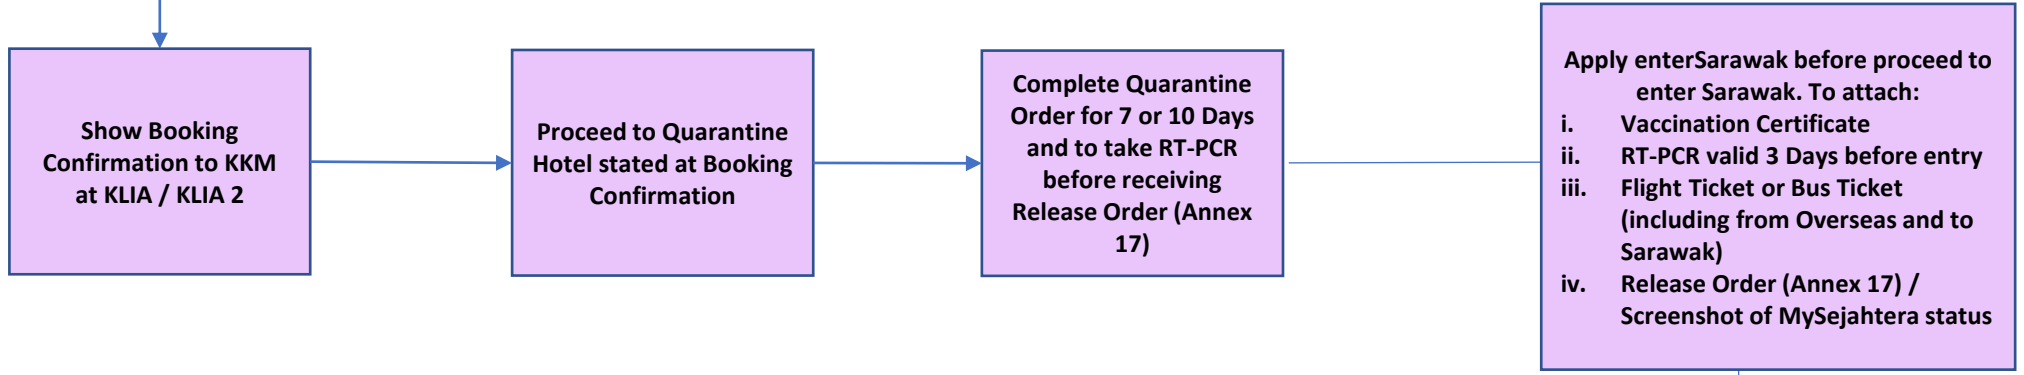 Show Booking
Confirmation to KKM
at KLIA / KLIA 2
Proceed to Quarantine
Hotel stated at Booking
Confirmation
Complete Quarantine
Order for 7 or 10 Days
and to take RT-PCR
before receiving
Release Order (Annex
17)
Apply enterSarawak before proceed to
enter Sarawak. To attach:
i. Vaccination Certificate
ii. RT-PCR valid 3 Days before entry
iii. Flight Ticket or Bus Ticket
(including from Overseas and to
Sarawak)
iv. Release Order (Annex 17) /
Screenshot of MySejahtera status